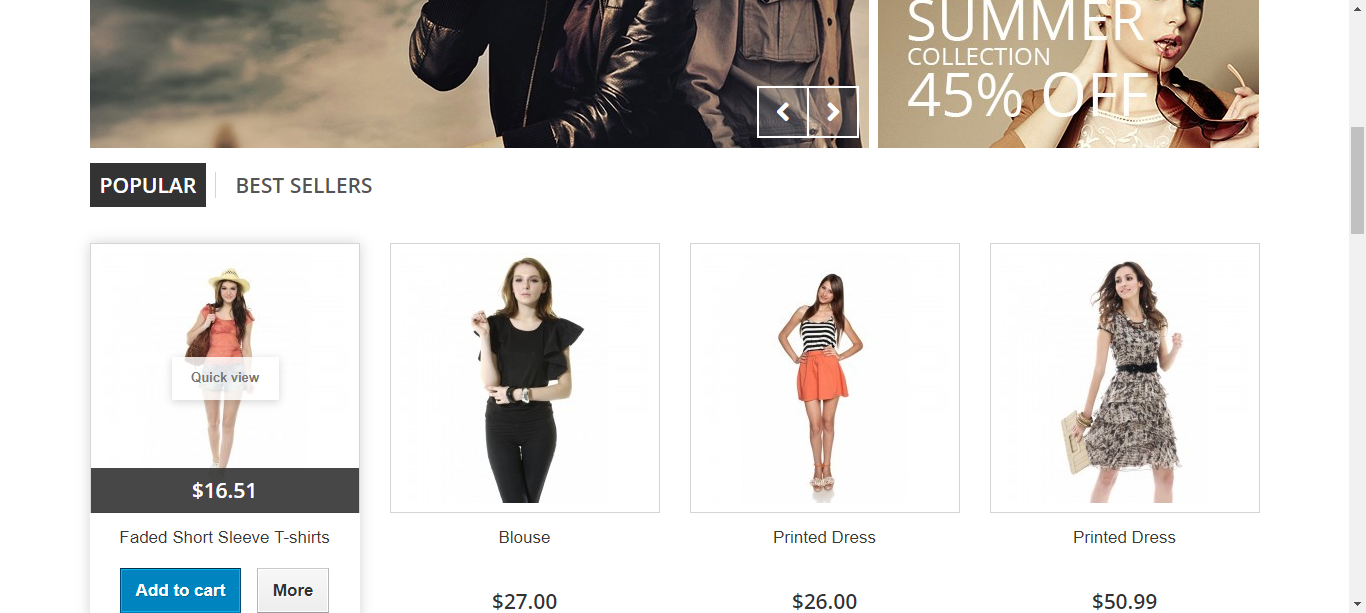 SUMMER
COLLECTION
45% OFF
POPULAR
BEST SELLERS
Quick view
$16.51
Faded Short Sleeve T-shirts
Blouse
Printed Dress
Printed Dress
Add to cart
More
$27.00
$26.00
$50.99